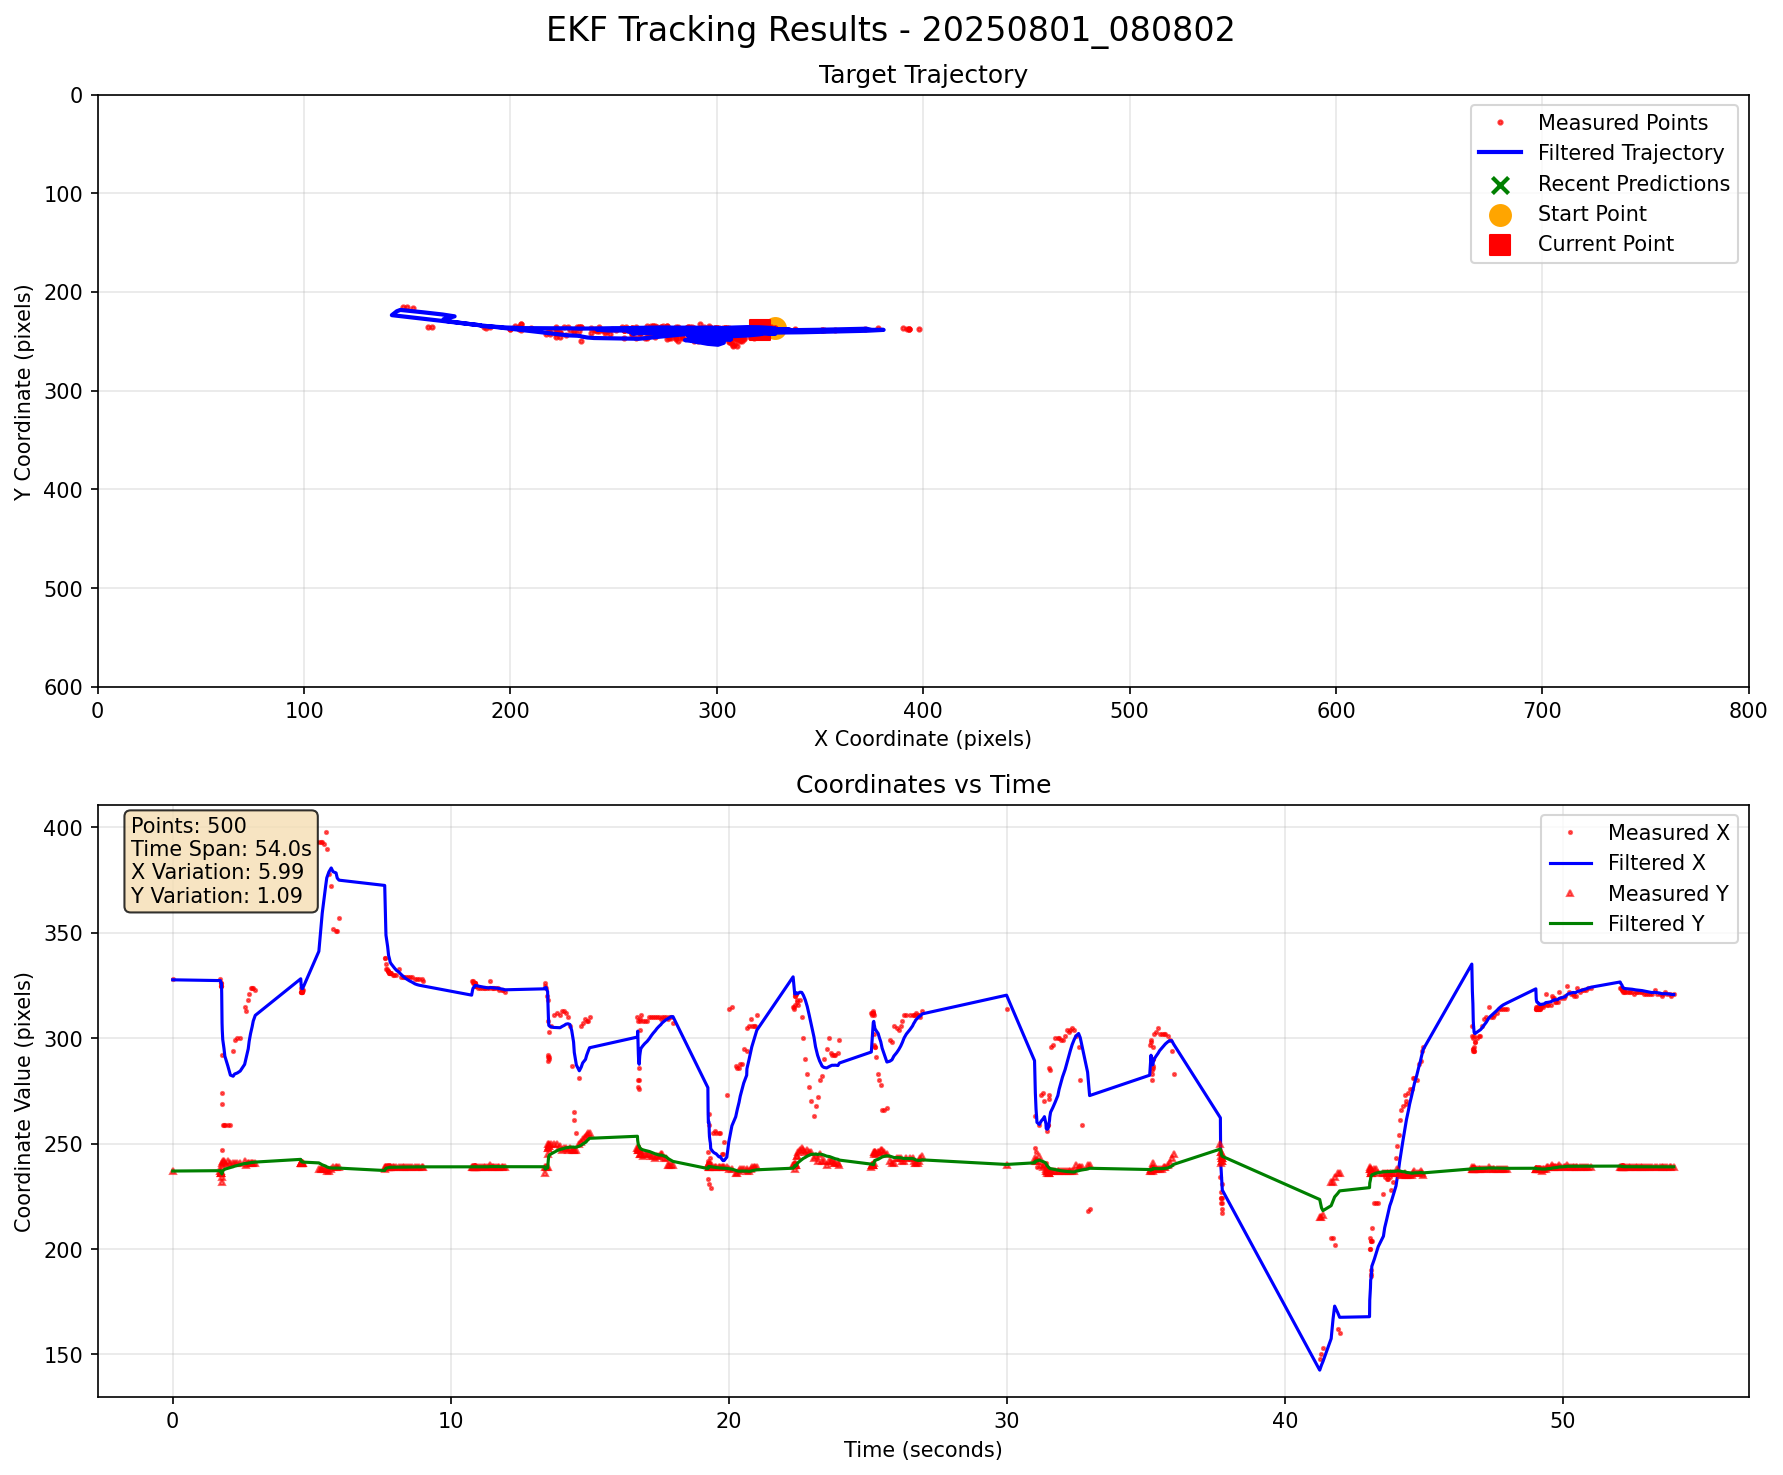 EKF Tracking Results - 20250801_080802
Target Trajectory
0
100
200
300
400
500
600
Y Coordinate (pixels)
Measured Points
Filtered Trajectory
Recent Predictions
Start Point
Current Point
0 100 200 300 400 500 600 700 800
X Coordinate (pixels)
Coordinates vs Time
400
350
300
250
200
150
Coordinate Value (pixels)
Points: 500
Time Span: 54.0s
X Variation: 5.99
Y Variation: 1.09
Measured X
Filtered X
Measured Y
Filtered Y
0 10 20 30 40 50
Time (seconds)